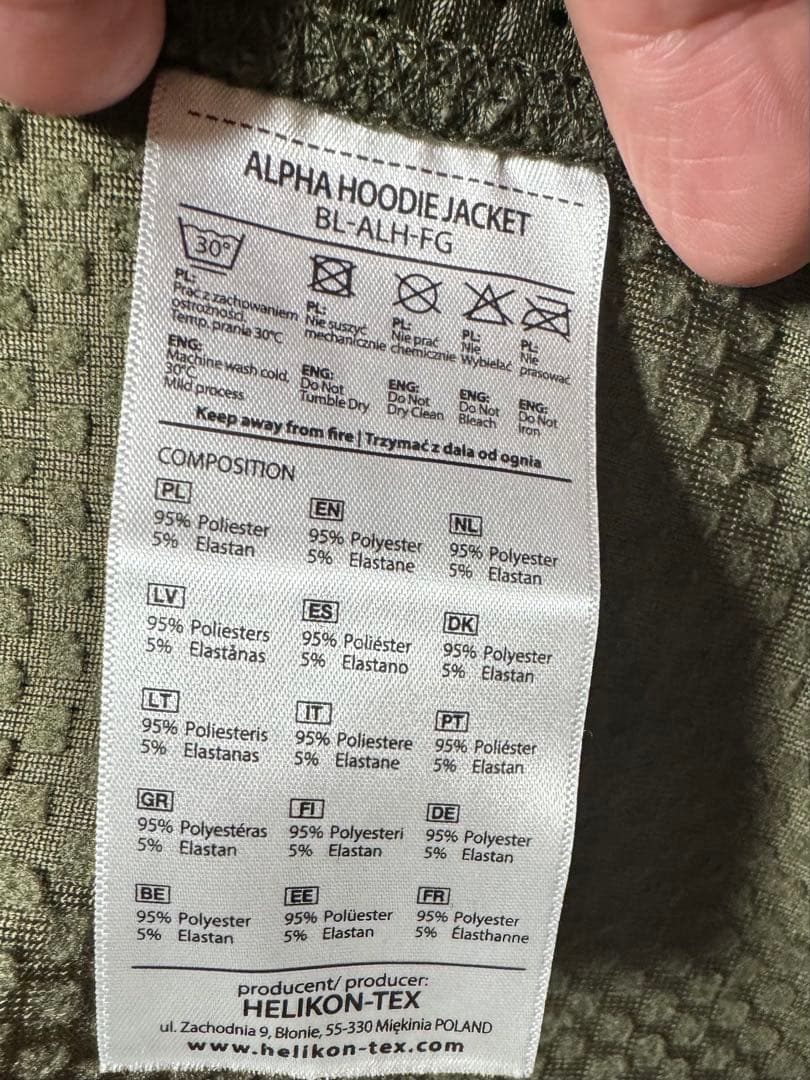 ALPHA HOODIE JACKET
BL-ALH-FG
30°
PL:
Prać z zachowaniem
ostrożności.
Temp. prania 30°C
PL:
Nie suszyć
mechanicznie
PL:
Nie prać
chemicznie
PL:
Nie
Wybielać
PL:
Nie
prasować
ENG:
Machine wash cold,
30°C.
Mild process
ENG:
Do Not
Tumble Dry
ENG:
Do Not
Dry Clean
ENG:
Do Not
Bleach
ENG:
Do Not
Iron
Keep away from fire | Trzymać z dala od ognia
COMPOSITION
PL
95% Poliester
5% Elastan
EN
95% Polyester
5% Elastane
NL
95% Polyester
5% Elastan
LV
95% Poliesters
5% Elastånas
ES
95% Poliéster
5% Elastano
DK
95% Polyester
5% Elastan
LT
95% Poliesteris
5% Elastanas
IT
95% Poliestere
5% Elastane
PT
95% Poliéster
5% Elastan
GR
95% Polyestéras
5% Elastan
FI
95% Polyesteri
5% Elastan
DE
95% Polyester
5% Elastan
BE
95% Polyester
5% Elastan
EE
95% Polüester
5% Elastan
FR
95% Polyester
5% Élasthanne
producent/ producer:
HELIKON-TEX
ul. Zachodnia 9, Błonie, 55-330 Miękinia POLAND
www.helikon-tex.com